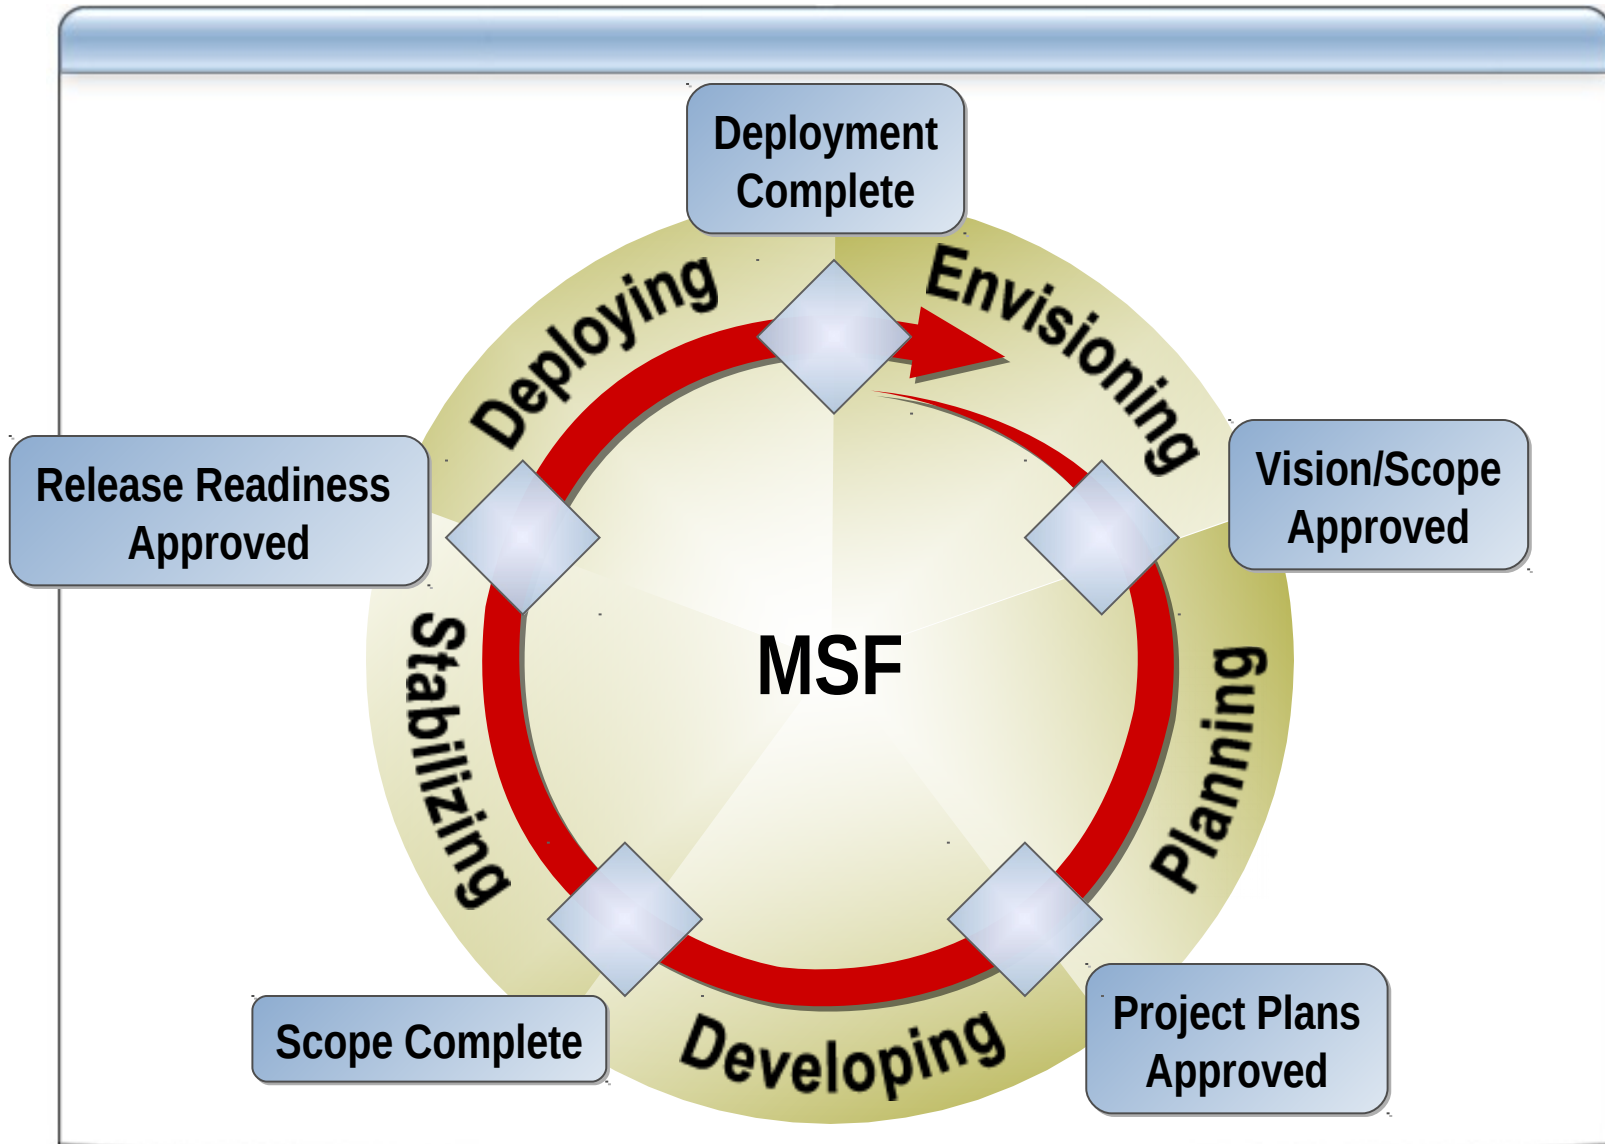 Deployment
Complete
Envisioning
Deploying
Vision/Scope
Approved
Release Readiness
Approved
MSF
Stabilizing
Planning
Project Plans
Approved
Scope Complete
Developing